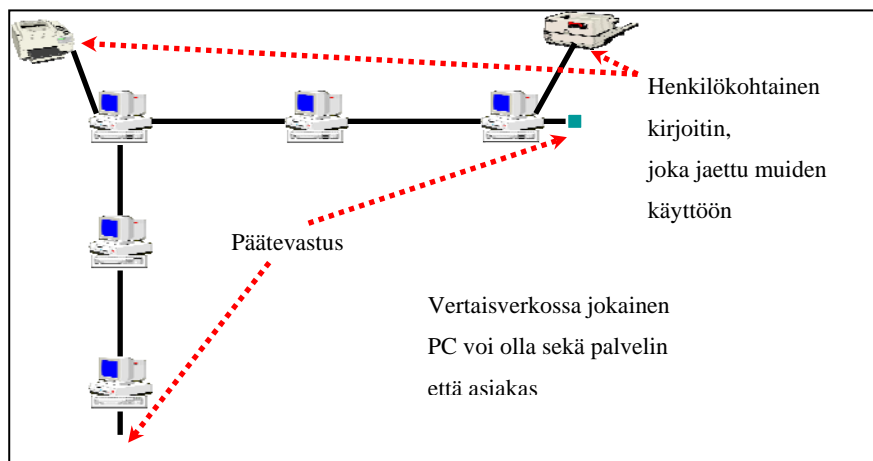 Henkilökohtainen
kirjoitin,
joka jaettu muiden
käyttöön
Päätevastus
Vertaisverkossa jokainen
PC voi olla sekä palvelin
että asiakas